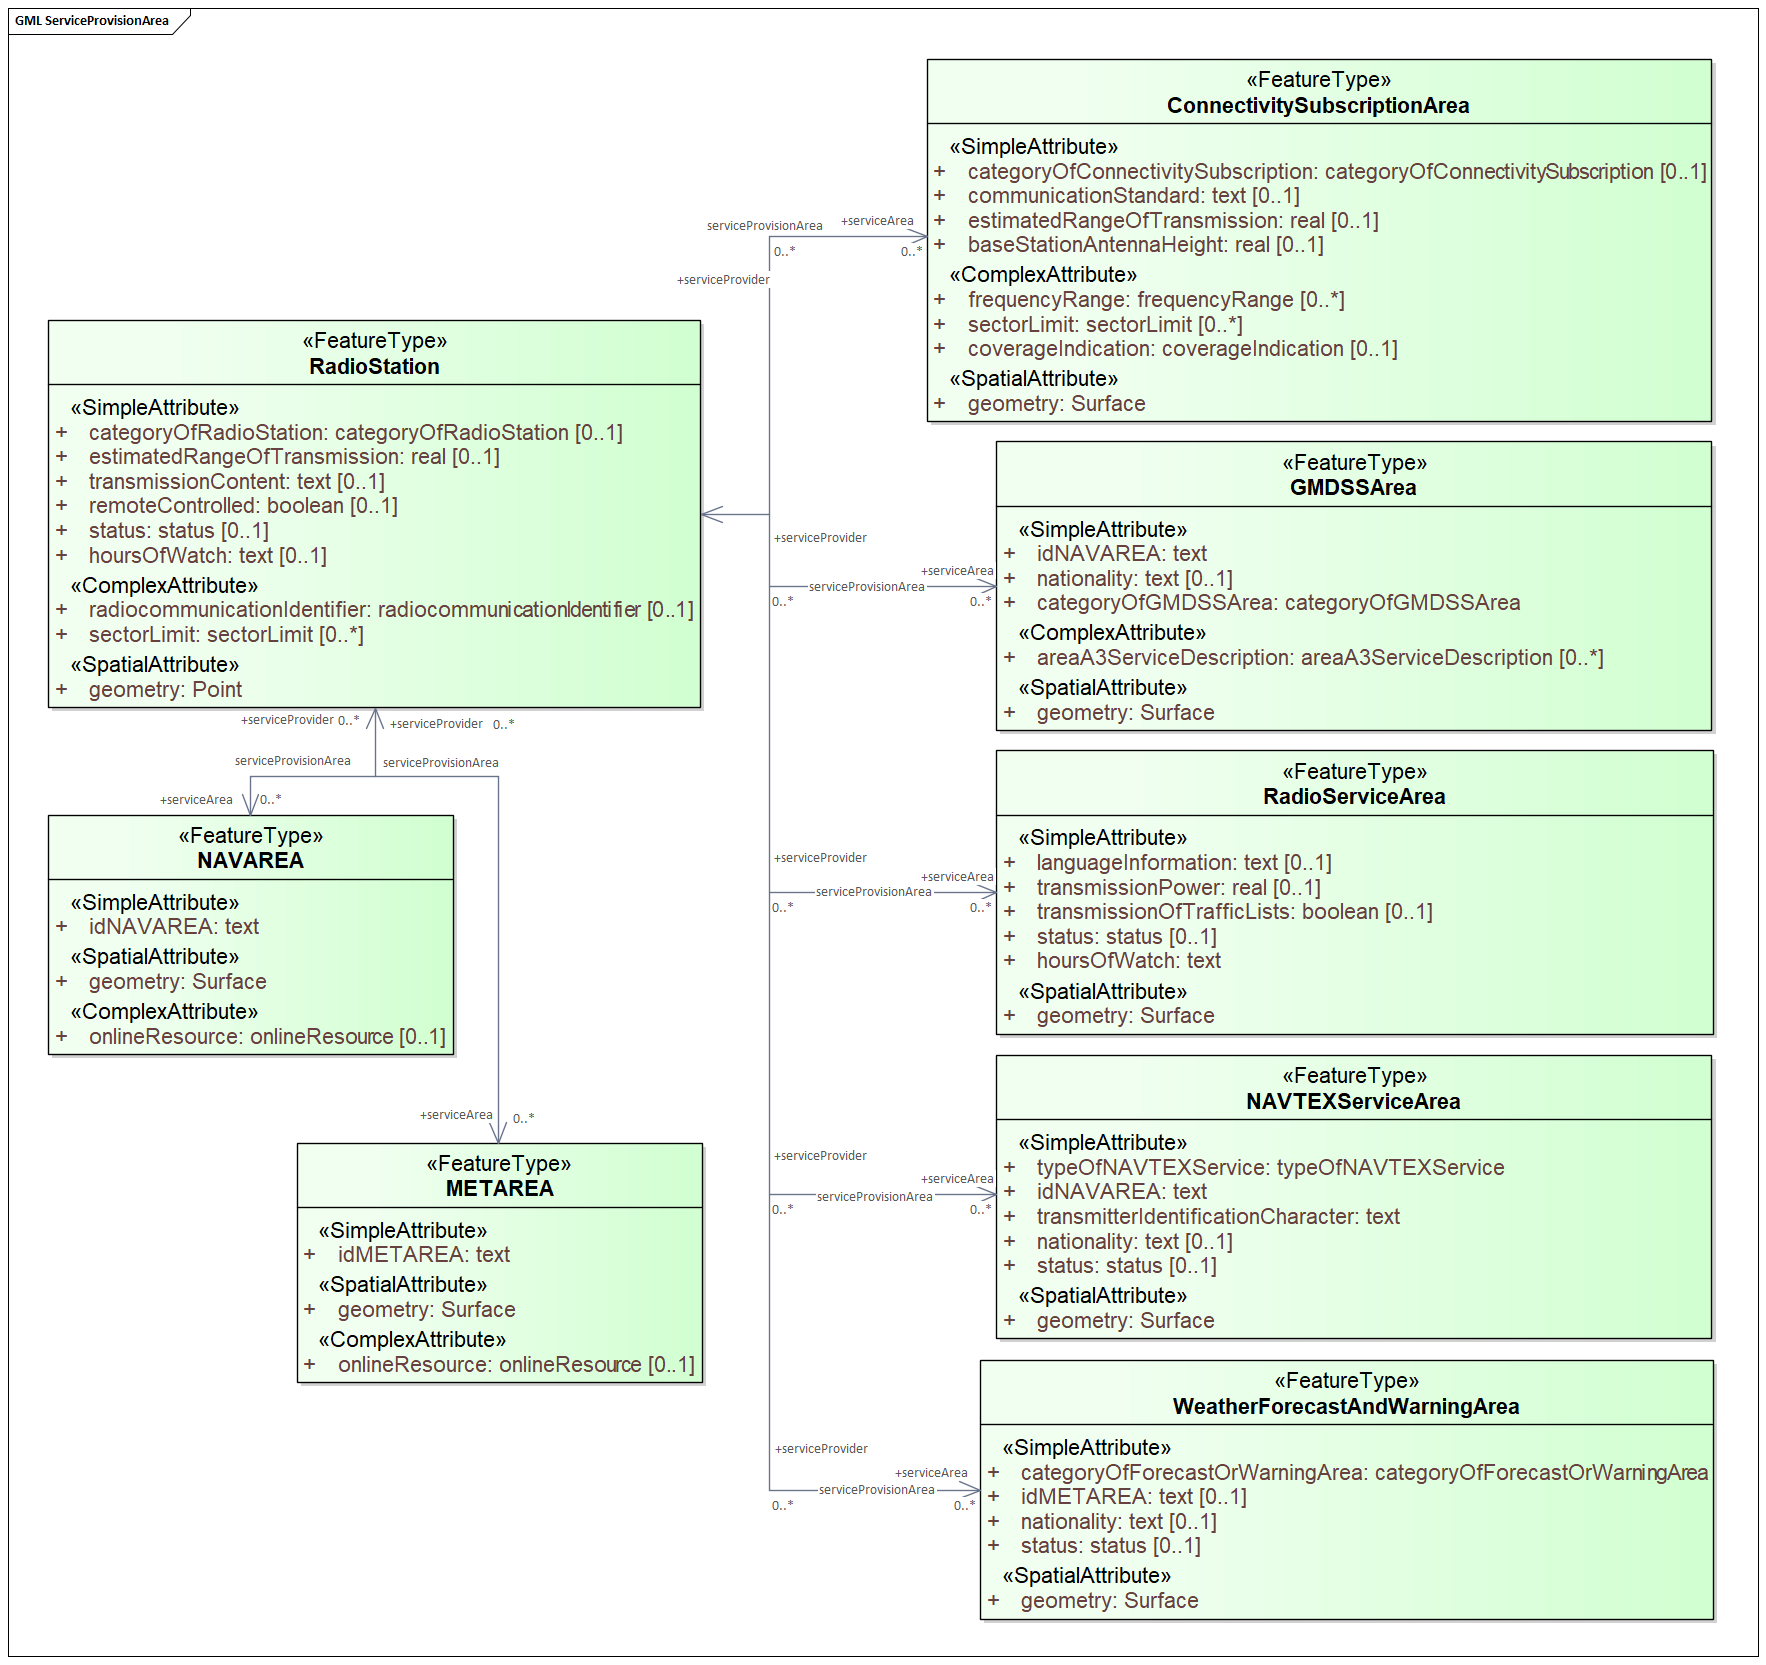 GML ServiceProvisionArea
«FeatureType»
ConnectivitySubscriptionArea
«SimpleAttribute»
+ categoryOfConnectivitySubscription: categoryOfConnectivitySubscription [0..1]
+ communicationStandard: text [0..1]
+ estimatedRangeOfTransmission: real [0..1]
+ baseStationAntennaHeight: real [0..1]
«ComplexAttribute»
+ frequencyRange: frequencyRange [0..*]
+ sectorLimit: sectorLimit [0..*]
+ coverageIndication: coverageIndication [0..1]
«SpatialAttribute»
+ geometry: Surface
serviceProvisionArea
+serviceArea
0..*
0..*
+serviceProvider
«FeatureType»
RadioStation
«SimpleAttribute»
+ categoryOfRadioStation: categoryOfRadioStation [0..1]
+ estimatedRangeOfTransmission: real [0..1]
+ transmissionContent: text [0..1]
+ remoteControlled: boolean [0..1]
+ status: status [0..1]
+ hoursOfWatch: text [0..1]
«ComplexAttribute»
+ radiocommunicationIdentifier: radiocommunicationIdentifier [0..1]
+ sectorLimit: sectorLimit [0..*]
«SpatialAttribute»
+ geometry: Point
«FeatureType»
GMDSSArea
«SimpleAttribute»
+ idNAVAREA: text
+ nationality: text [0..1]
+ categoryOfGMDSSArea: categoryOfGMDSSArea
«ComplexAttribute»
+ areaA3ServiceDescription: areaA3ServiceDescription [0..*]
«SpatialAttribute»
+ geometry: Surface
+serviceProvider
+serviceArea
serviceProvisionArea
0..*
0..*
+serviceProvider 0..*
+serviceProvider 0..*
serviceProvisionArea
serviceProvisionArea
+serviceArea
0..*
«FeatureType»
NAVAREA
«SimpleAttribute»
+ idNAVAREA: text
«SpatialAttribute»
+ geometry: Surface
«ComplexAttribute»
+ onlineResource: onlineResource [0..1]
«FeatureType»
RadioServiceArea
«SimpleAttribute»
+ languageInformation: text [0..1]
+ transmissionPower: real [0..1]
+ transmissionOfTrafficLists: boolean [0..1]
+ status: status [0..1]
+ hoursOfWatch: text
«SpatialAttribute»
+ geometry: Surface
+serviceProvider
+serviceArea
serviceProvisionArea
0..*
0..*
+serviceArea
0..*
«FeatureType»
METAREA
«SimpleAttribute»
+ idMETAREA: text
«SpatialAttribute»
+ geometry: Surface
«ComplexAttribute»
+ onlineResource: onlineResource [0..1]
«FeatureType»
NAVTEXServiceArea
«SimpleAttribute»
+ typeOfNAVTEXService: typeOfNAVTEXService
+ idNAVAREA: text
+ transmitterIdentificationCharacter: text
+ nationality: text [0..1]
+ status: status [0..1]
«SpatialAttribute»
+ geometry: Surface
+serviceProvider
+serviceArea
serviceProvisionArea
0..*
0..*
«FeatureType»
WeatherForecastAndWarningArea
«SimpleAttribute»
+ categoryOfForecastOrWarningArea: categoryOfForecastOrWarningArea
+ idMETAREA: text [0..1]
+ nationality: text [0..1]
+ status: status [0..1]
«SpatialAttribute»
+ geometry: Surface
+serviceProvider
+serviceArea
serviceProvisionArea
0..*
0..*